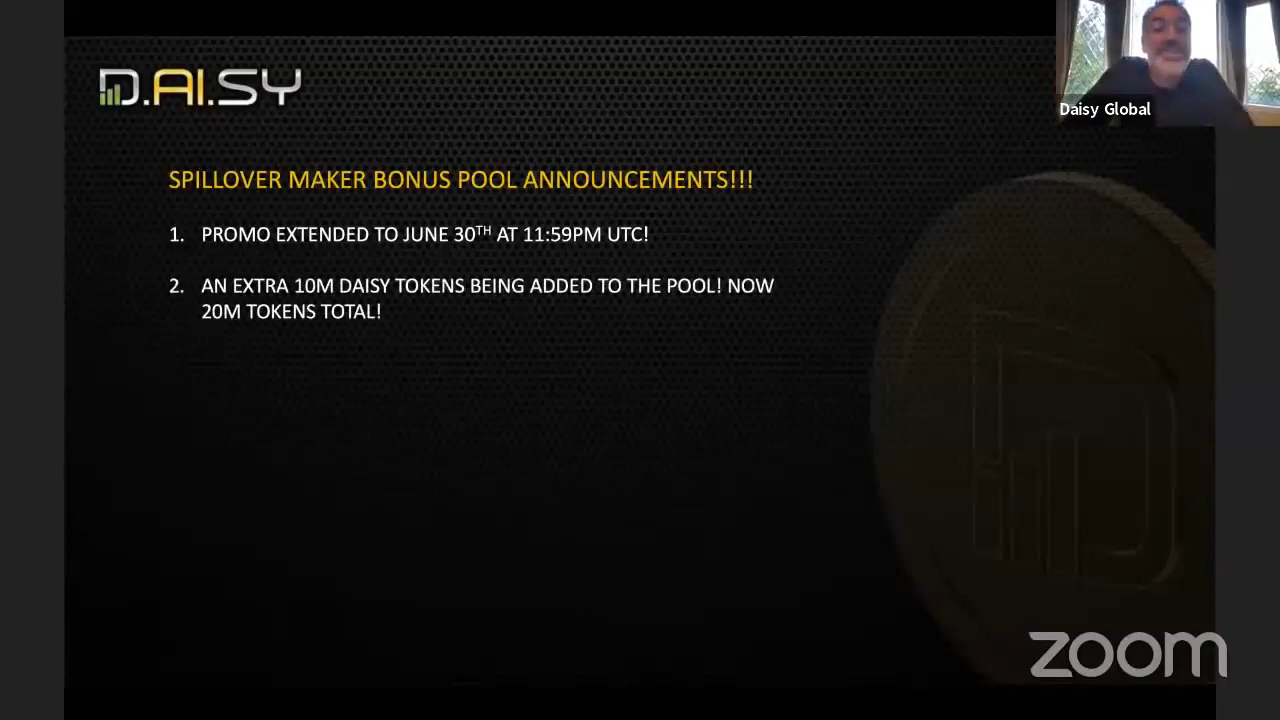 D.AI.SY
Daisy Global
SPILLOVER MAKER BONUS POOL ANNOUNCEMENTS!!!
1. PROMO EXTENDED TO JUNE 30TH AT 11:59PM UTC!
2. AN EXTRA 10M DAISY TOKENS BEING ADDED TO THE POOL! NOW
20M TOKENS TOTAL!
zoom